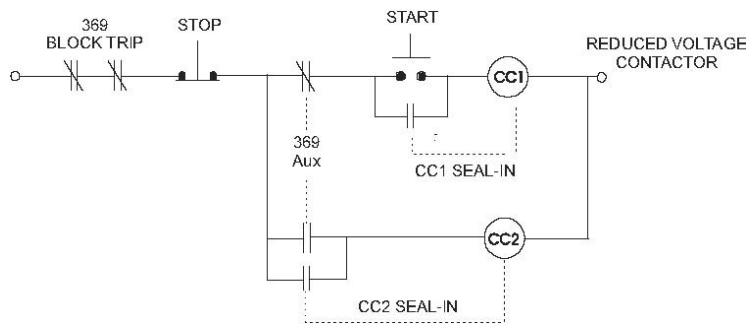 369
BLOCK TRIP
STOP
START
REDUCED VOLTAGE
CONTACTOR
CC1
369
Aux
CC1 SEAL-IN
CC2
CC2 SEAL-IN